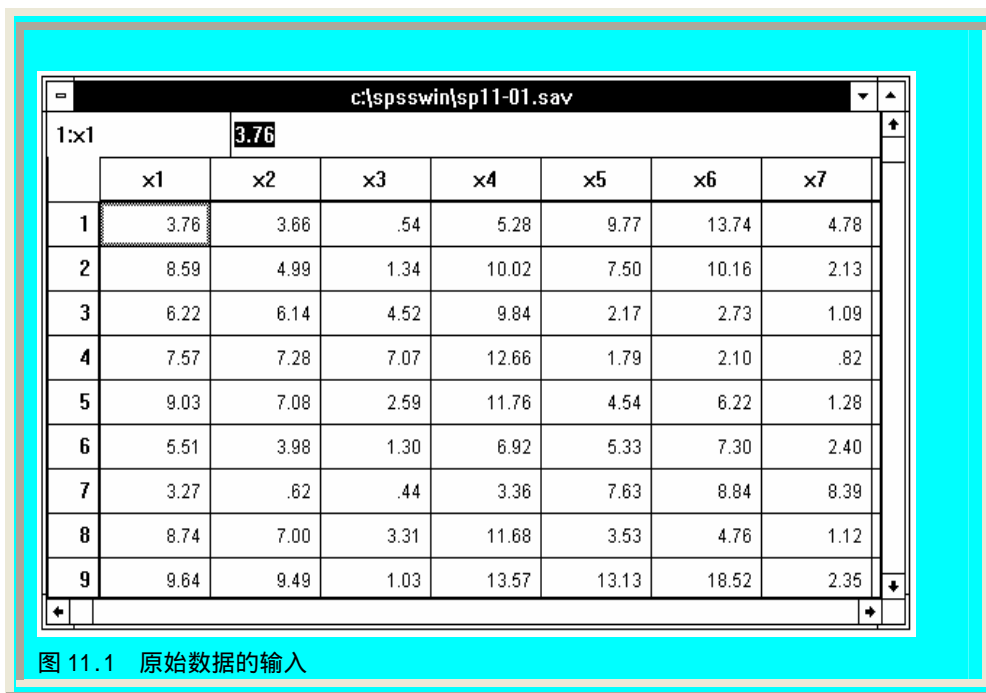 c:\spsswin\sp11-01.sav
1:x1 3.76
x1 x2 x3 x4 x5 x6 x7
1 3.76 3.66 .54 5.28 9.77 13.74 4.78
2 8.59 4.99 1.34 10.02 7.50 10.16 2.13
3 6.22 6.14 4.52 9.84 2.17 2.73 1.09
4 7.57 7.28 7.07 12.66 1.79 2.10 .82
5 9.03 7.08 2.59 11.76 4.54 6.22 1.28
6 5.51 3.98 1.30 6.92 5.33 7.30 2.40
7 3.27 .62 .44 3.36 7.63 8.84 8.39
8 8.74 7.00 3.31 11.68 3.53 4.76 1.12
9 9.64 9.49 1.03 13.57 13.13 18.52 2.35
图 11.1 原始数据的输入